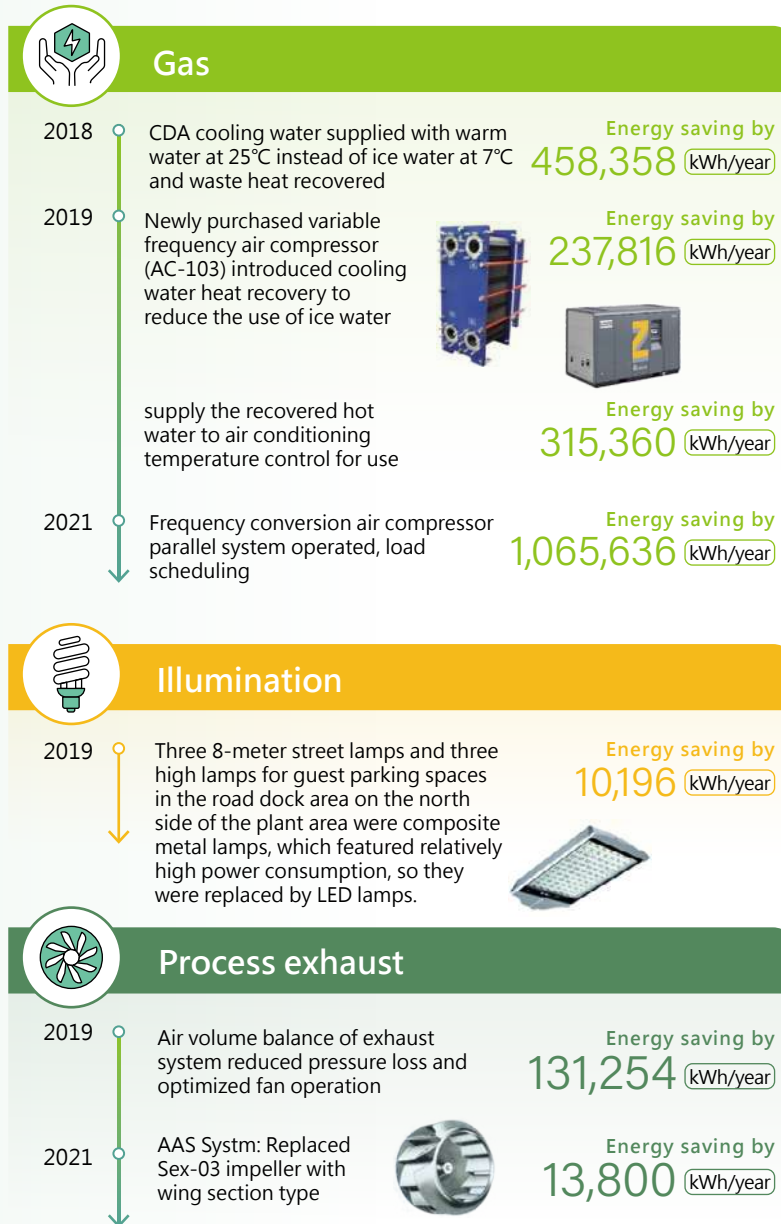 Gas
2018
CDA cooling water supplied with warm
water at 25℃ instead of ice water at 7℃
and waste heat recovered
Energy saving by
458,358 kWh/year
2019
Newly purchased variable
frequency air compressor
(AC-103) introduced cooling
water heat recovery to
reduce the use of ice water
Energy saving by
237,816 kWh/year
Z
supply the recovered hot
water to air conditioning
temperature control for use
Energy saving by
315,360 kWh/year
2021
Frequency conversion air compressor
parallel system operated, load
scheduling
Energy saving by
1,065,636 kWh/year
Illumination
2019
Three 8-meter street lamps and three
high lamps for guest parking spaces
in the road dock area on the north
side of the plant area were composite
metal lamps, which featured relatively
high power consumption, so they
were replaced by LED lamps.
Energy saving by
10,196 kWh/year
Process exhaust
2019
Air volume balance of exhaust
system reduced pressure loss and
optimized fan operation
Energy saving by
131,254 kWh/year
2021
AAS Systm: Replaced
Sex-03 impeller with
wing section type
Energy saving by
13,800 kWh/year